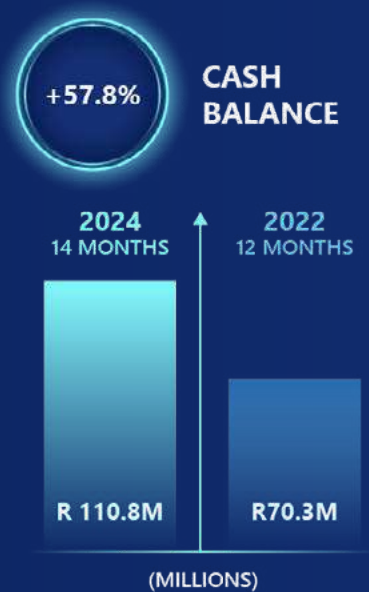 +57.8%
CASH
BALANCE
2024
14 MONTHS
2022
12 MONTHS
R 110.8M
R70.3M
(MILLIONS)